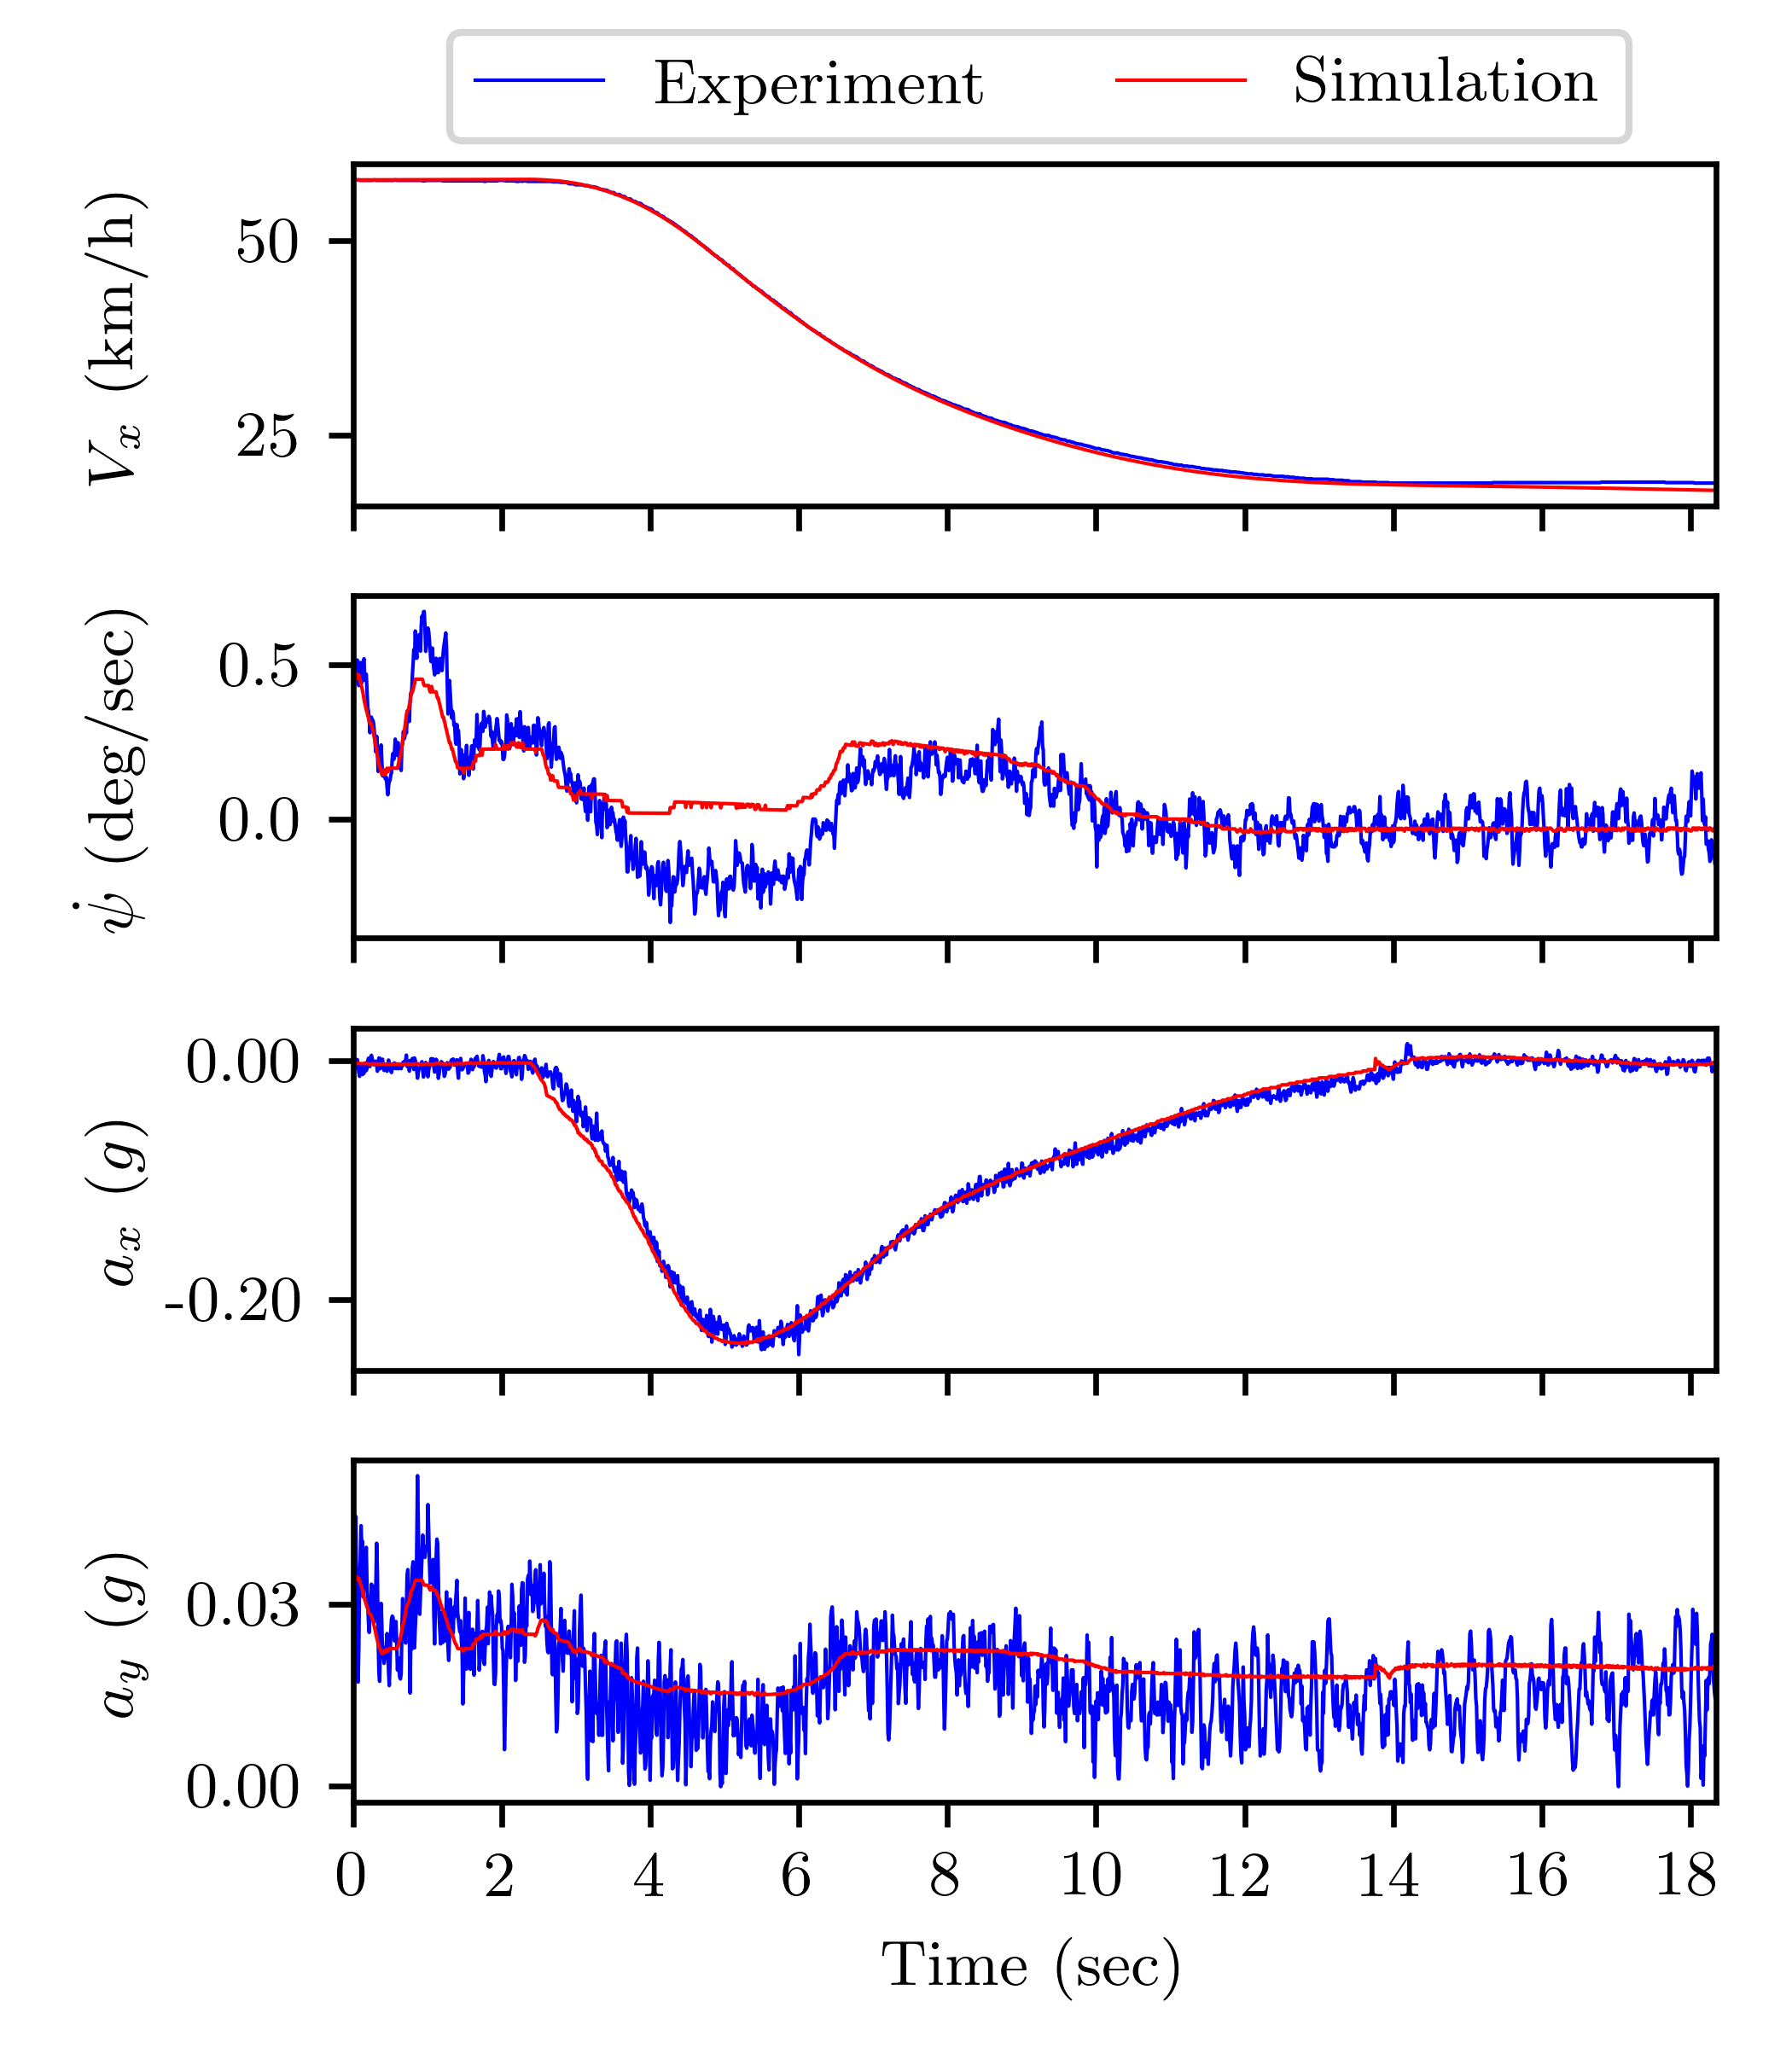 Experiment Simulation
V_x (km/h)
50
25
ψ̇ (deg/sec)
0.5
0.0
a_x (g)
0.00
-0.20
a_y (g)
0.03
0.00
0 2 4 6 8 10 12 14 16 18
Time (sec)